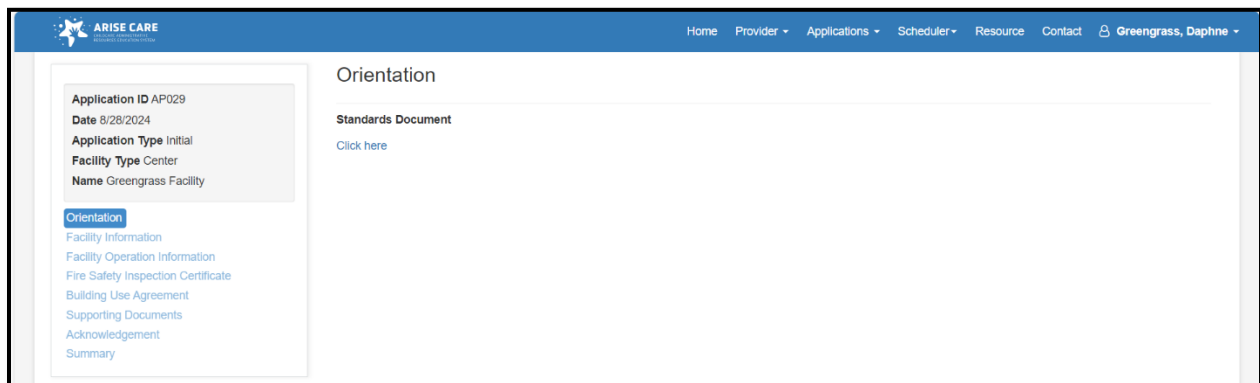 ARISE CARE
Home Provider Applications Scheduler Resource Contact Greengrass, Daphne
Application ID AP029
Date 8/28/2024
Application Type Initial
Facility Type Center
Name Greengrass Facility
Orientation
Facility Information
Facility Operation Information
Fire Safety Inspection Certificate
Building Use Agreement
Supporting Documents
Acknowledgement
Summary
Orientation
Standards Document
Click here